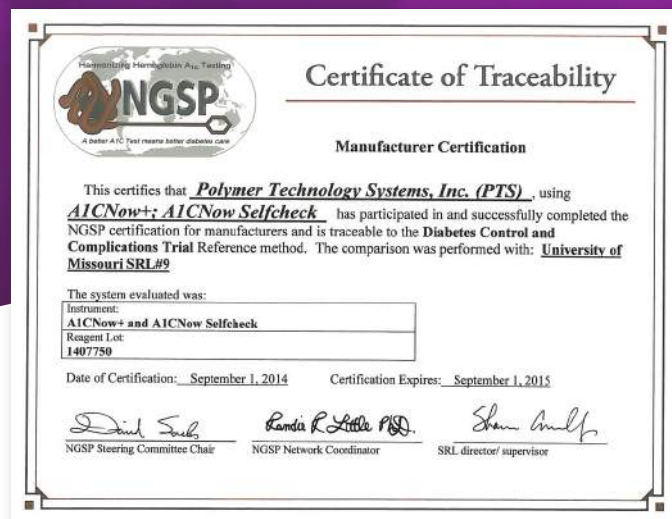 Harmonizing Hemoglobin A1c Testing
NGSP
A better A1C Test means better diabetes care
Certificate of Traceability
Manufacturer Certification
This certifies that Polymer Technology Systems, Inc. (PTS) , using
A1CNow+; A1CNow Selfcheck has participated in and successfully completed the
NGSP certification for manufacturers and is traceable to the Diabetes Control and
Complications Trial Reference method. The comparison was performed with: University of
Missouri SRL#9
The system evaluated was:
Instrument:
A1CNow+ and A1CNow Selfcheck
Reagent Lot:
1407750
Date of Certification: September 1, 2014 Certification Expires: September 1, 2015
Randie R Little PhD.
NGSP Steering Committee Chair NGSP Network Coordinator SRL director/ supervisor